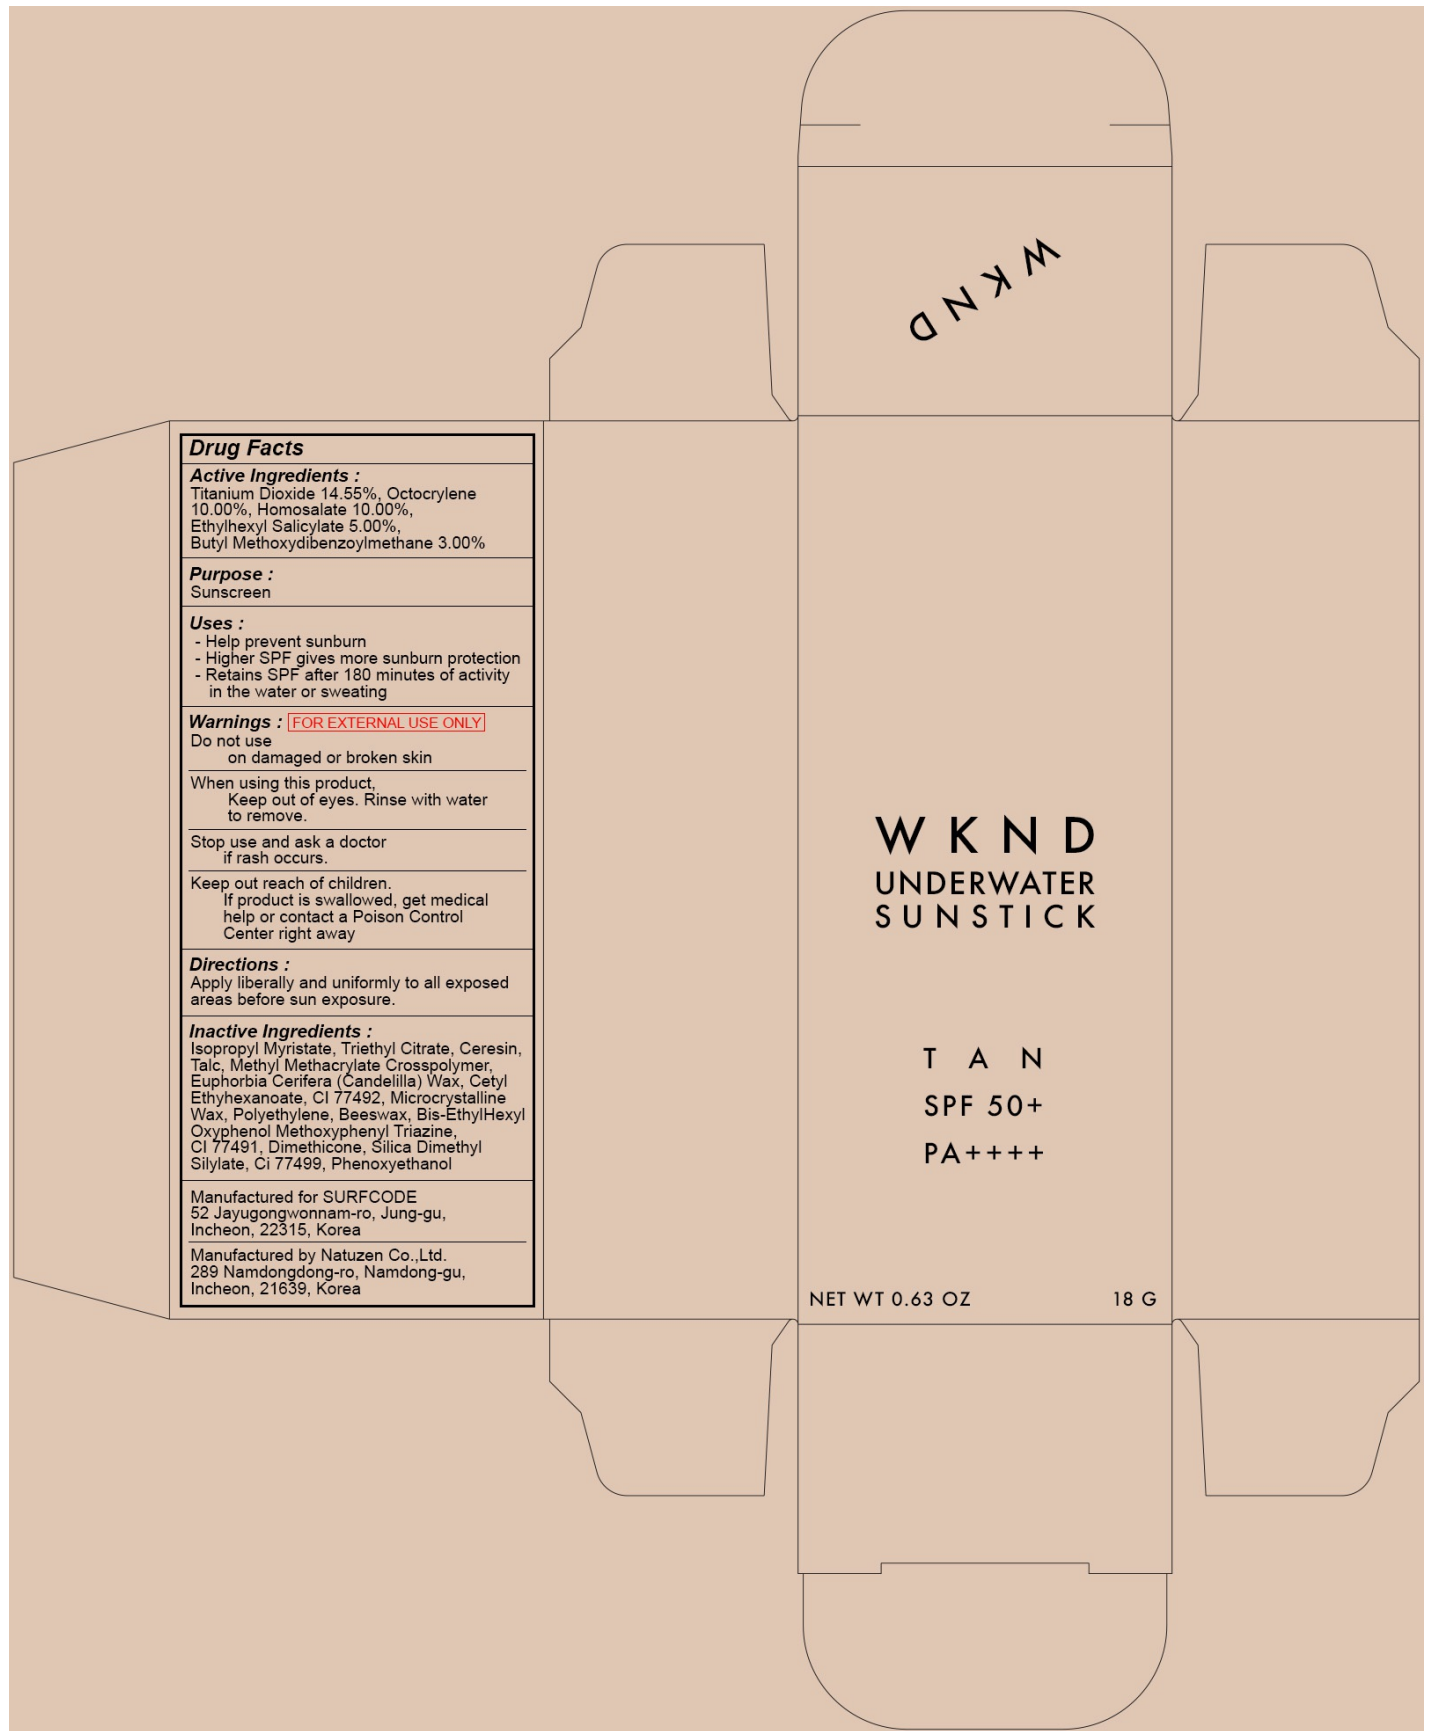 WKND
Drug Facts
Active Ingredients :
Titanium Dioxide 14.55%, Octocrylene
10.00%, Homosalate 10.00%,
Ethylhexyl Salicylate 5.00%,
Butyl Methoxydibenzoylmethane 3.00%
Purpose :
Sunscreen
Uses :
- Help prevent sunburn
- Higher SPF gives more sunburn protection
- Retains SPF after 180 minutes of activity
in the water or sweating
Warnings : FOR EXTERNAL USE ONLY
Do not use
on damaged or broken skin
When using this product,
Keep out of eyes. Rinse with water
to remove.
Stop use and ask a doctor
if rash occurs.
Keep out reach of children.
If product is swallowed, get medical
help or contact a Poison Control
Center right away
Directions :
Apply liberally and uniformly to all exposed
areas before sun exposure.
Inactive Ingredients :
Isopropyl Myristate, Triethyl Citrate, Ceresin,
Talc, Methyl Methacrylate Crosspolymer,
Euphorbia Cerifera (Candelilla) Wax, Cetyl
Ethyhexanoate, CI 77492, Microcrystalline
Wax, Polyethylene, Beeswax, Bis-EthylHexyl
Oxyphenol Methoxyphenyl Triazine,
CI 77491, Dimethicone, Silica Dimethyl
Silylate, Ci 77499, Phenoxyethanol
Manufactured for SURFCODE
52 Jayugongwonnam-ro, Jung-gu,
Incheon, 22315, Korea
Manufactured by Natuzen Co.,Ltd.
289 Namdongdong-ro, Namdong-gu,
Incheon, 21639, Korea
WKND
UNDERWATER
SUNSTICK
TAN
SPF 50+
PA++++
NET WT 0.63 OZ 18 G